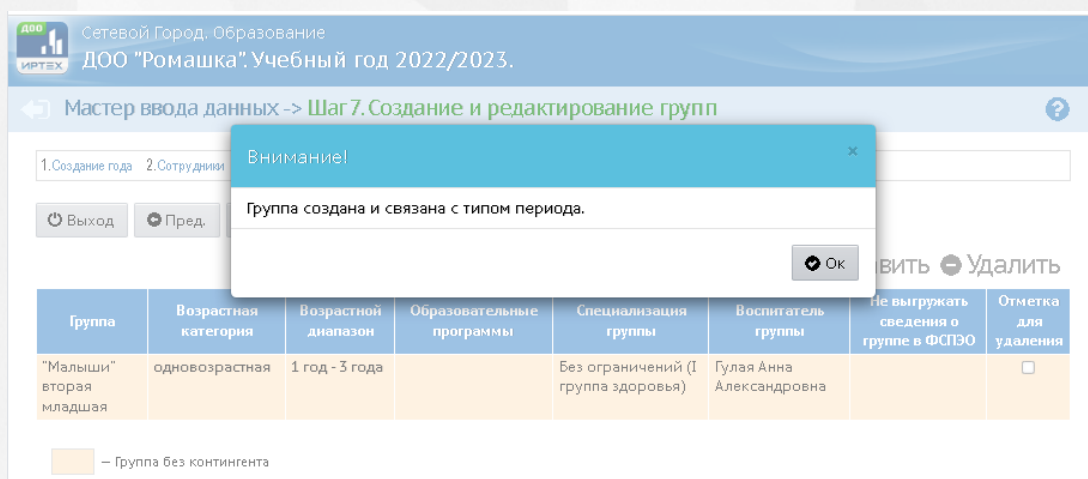 ДОО
ИРТЕХ
Сетевой Город. Образование
ДОО "Ромашка". Учебный год 2022/2023.
Мастер ввода данных -> Шаг 7. Создание и редактирование групп
?
Внимание!
×
1.Создание года 2.Сотрудники
Группа создана и связана с типом периода.
Выход
Пред.
Ок
вить Удалить
Группа
Возрастная
категория
Возрастной
диапазон
Образовательные
программы
Специализация
группы
Воспитатель
группы
Не выгружать
сведения о
группе в ФСПЭО
Отметка
для
удаления
"Малыши"
вторая
младшая
одновозрастная
1 год - 3 года
Без ограничений (I
группа здоровья)
Гулая Анна
Александровна
– Группа без контингента